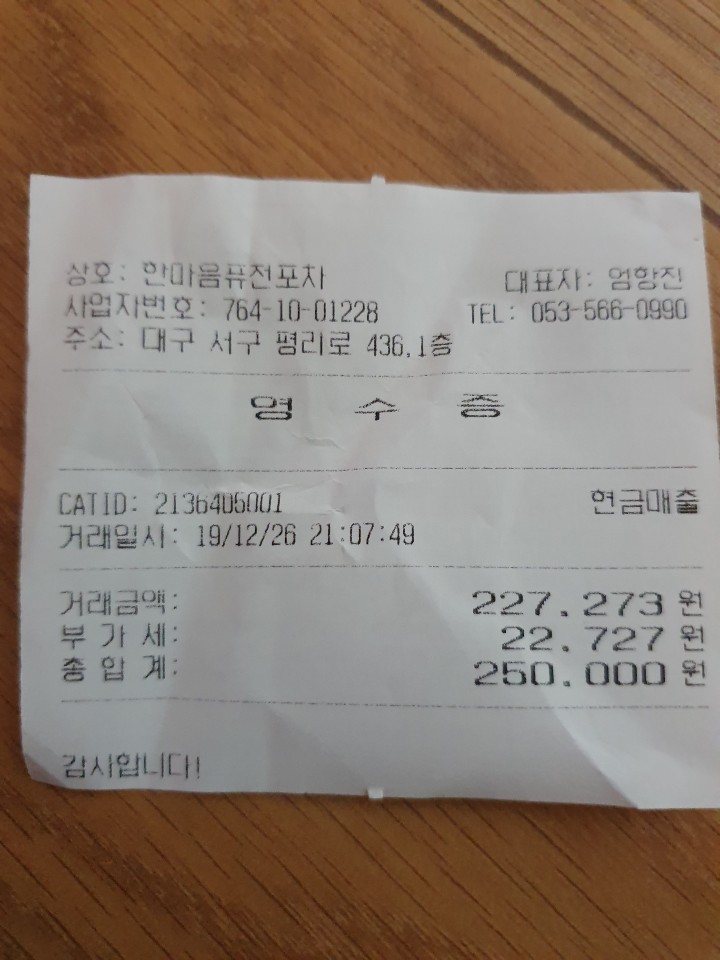 상호: 한마음퓨전포차 대표자: 엄항진
사업자번호: 764-10-01228 TEL: 053-566-0990
주소: 대구 서구 평리로 436,1층
영 수 증
CATID: 2136405001 현금매출
거래일시: 19/12/26 21:07:49
거래금액: 227.273 원
부 가 세: 22.727 원
총 합 계: 250.000 원
감사합니다!